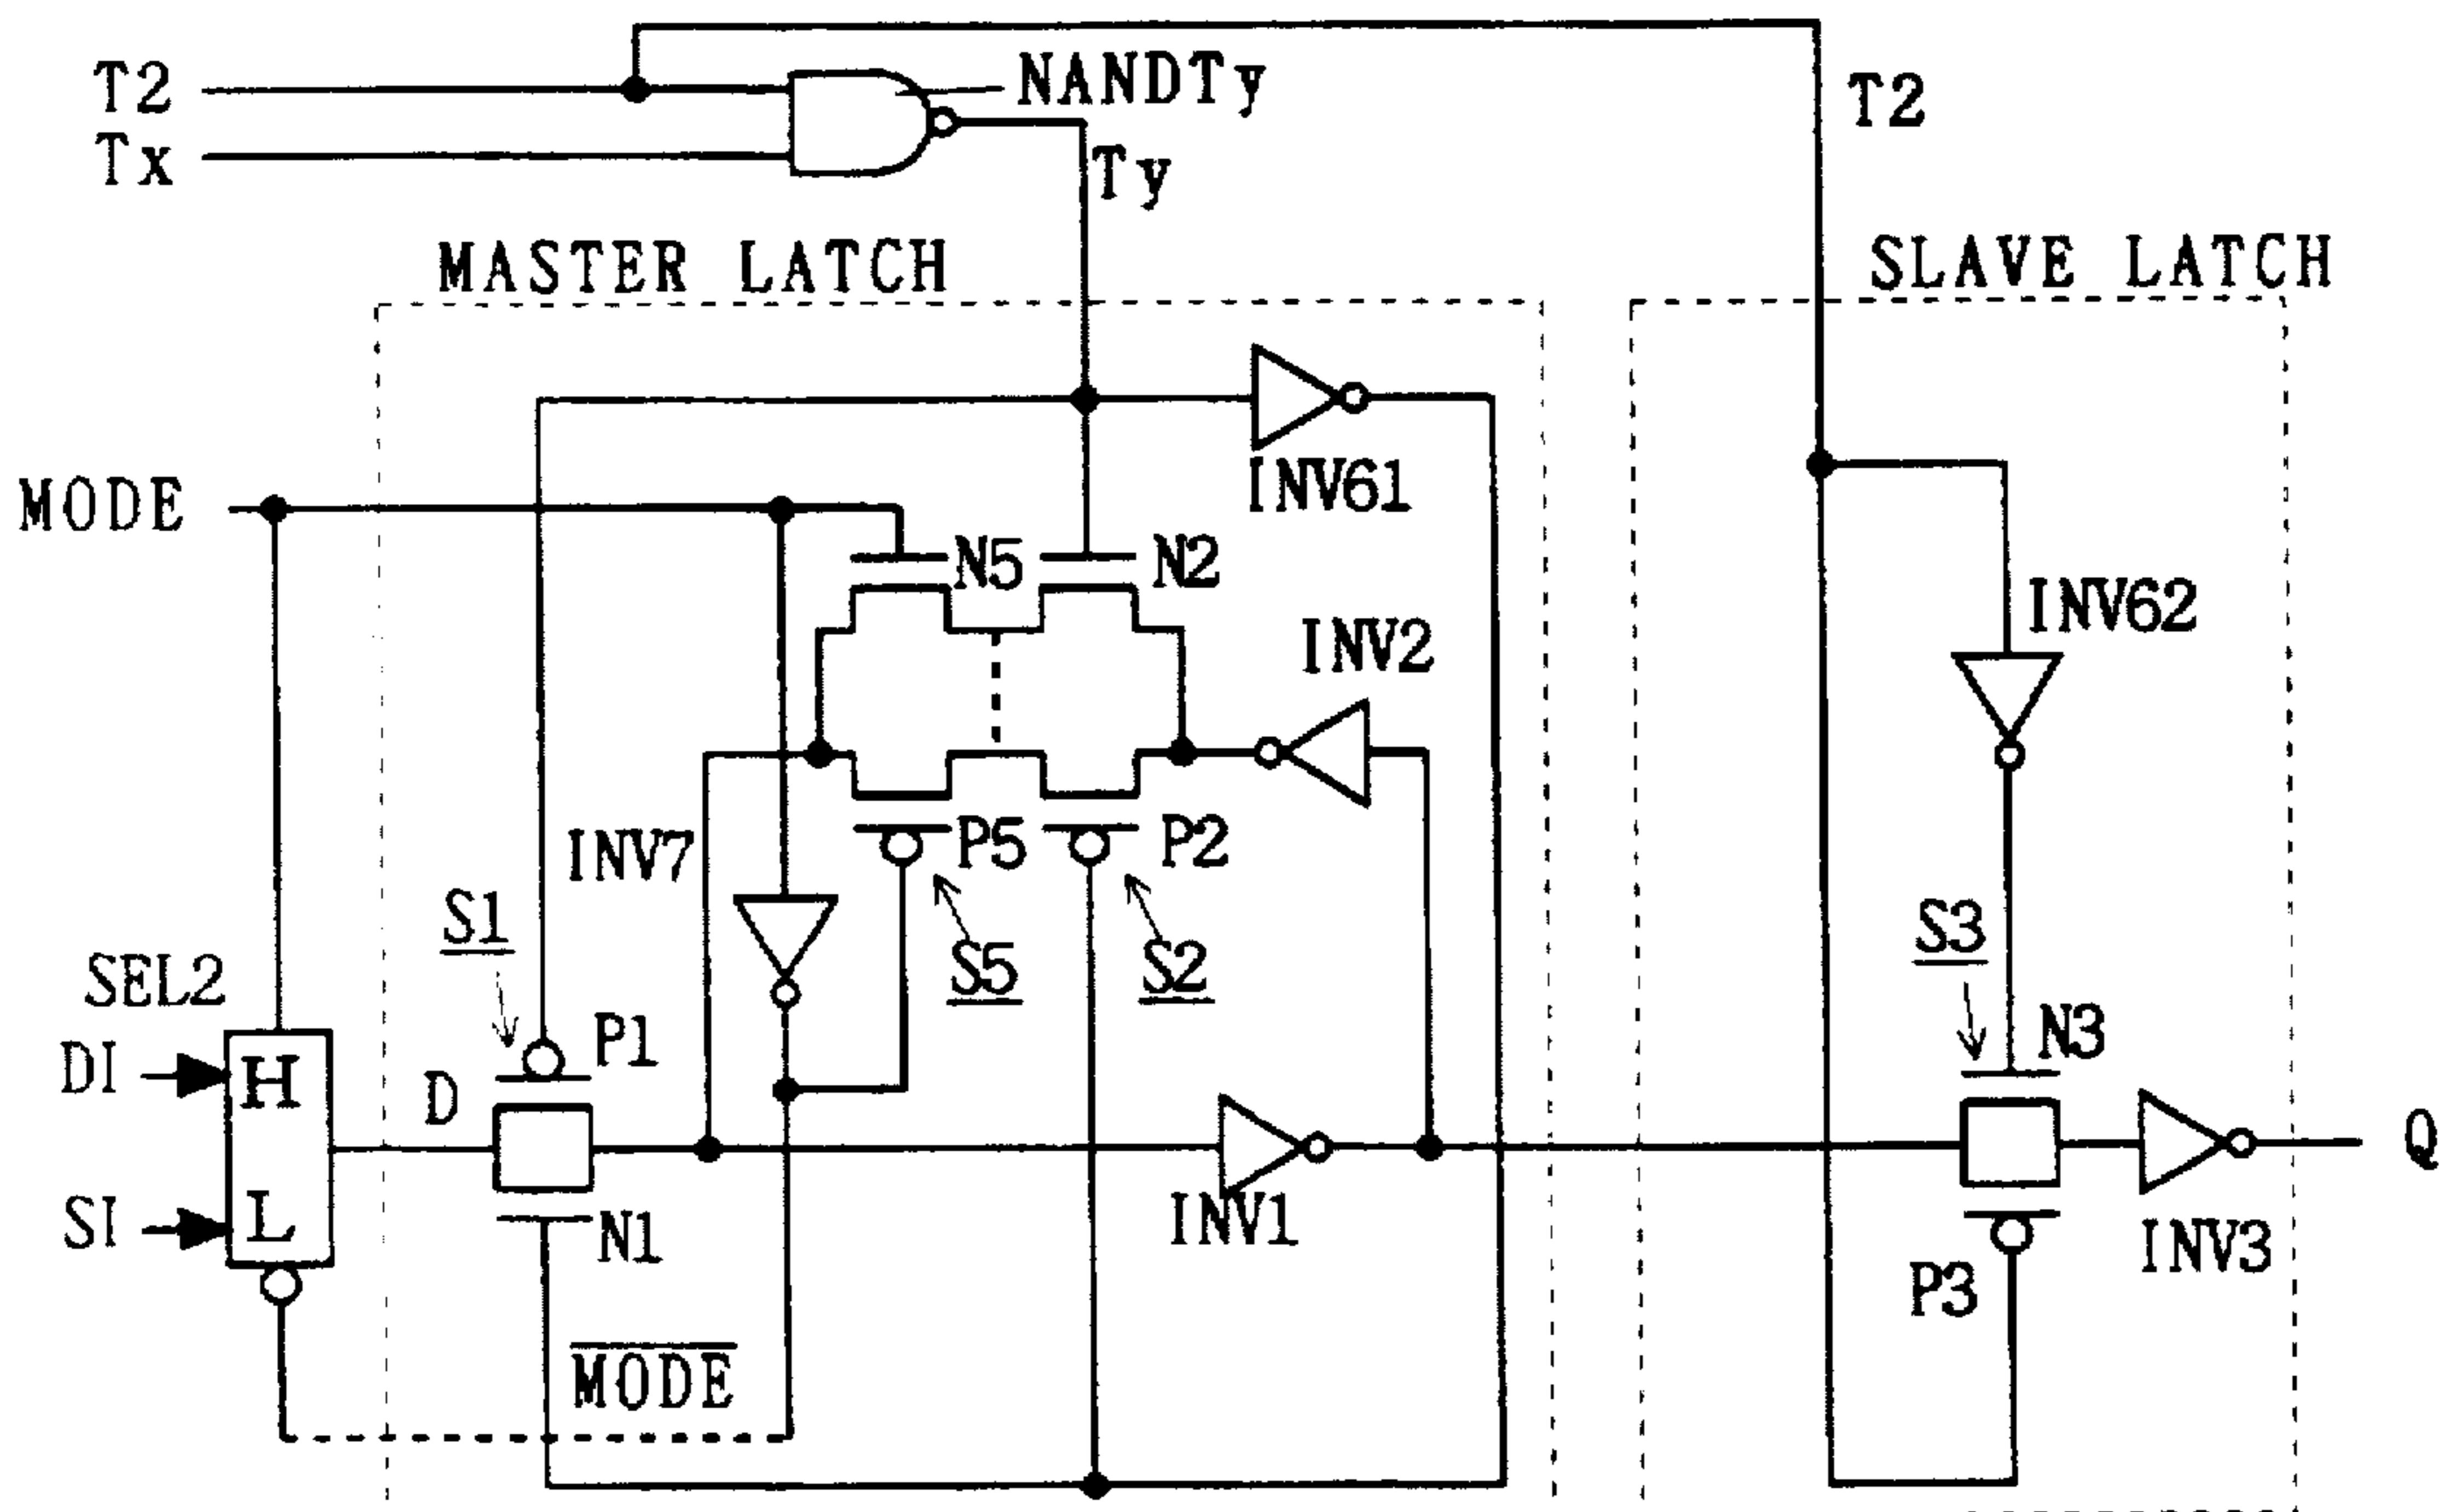 T2
NANDTy
T2
Tx
Ty
MASTER LATCH
SLAVE LATCH
MODE
INV61
N5
N2
INV62
INV2
INV7
P5
P2
S1
S5
S2
S3
SEL2
P1
N3
DI
H
D
SI
L
N1
INV1
INV3
Q
P3
MODE